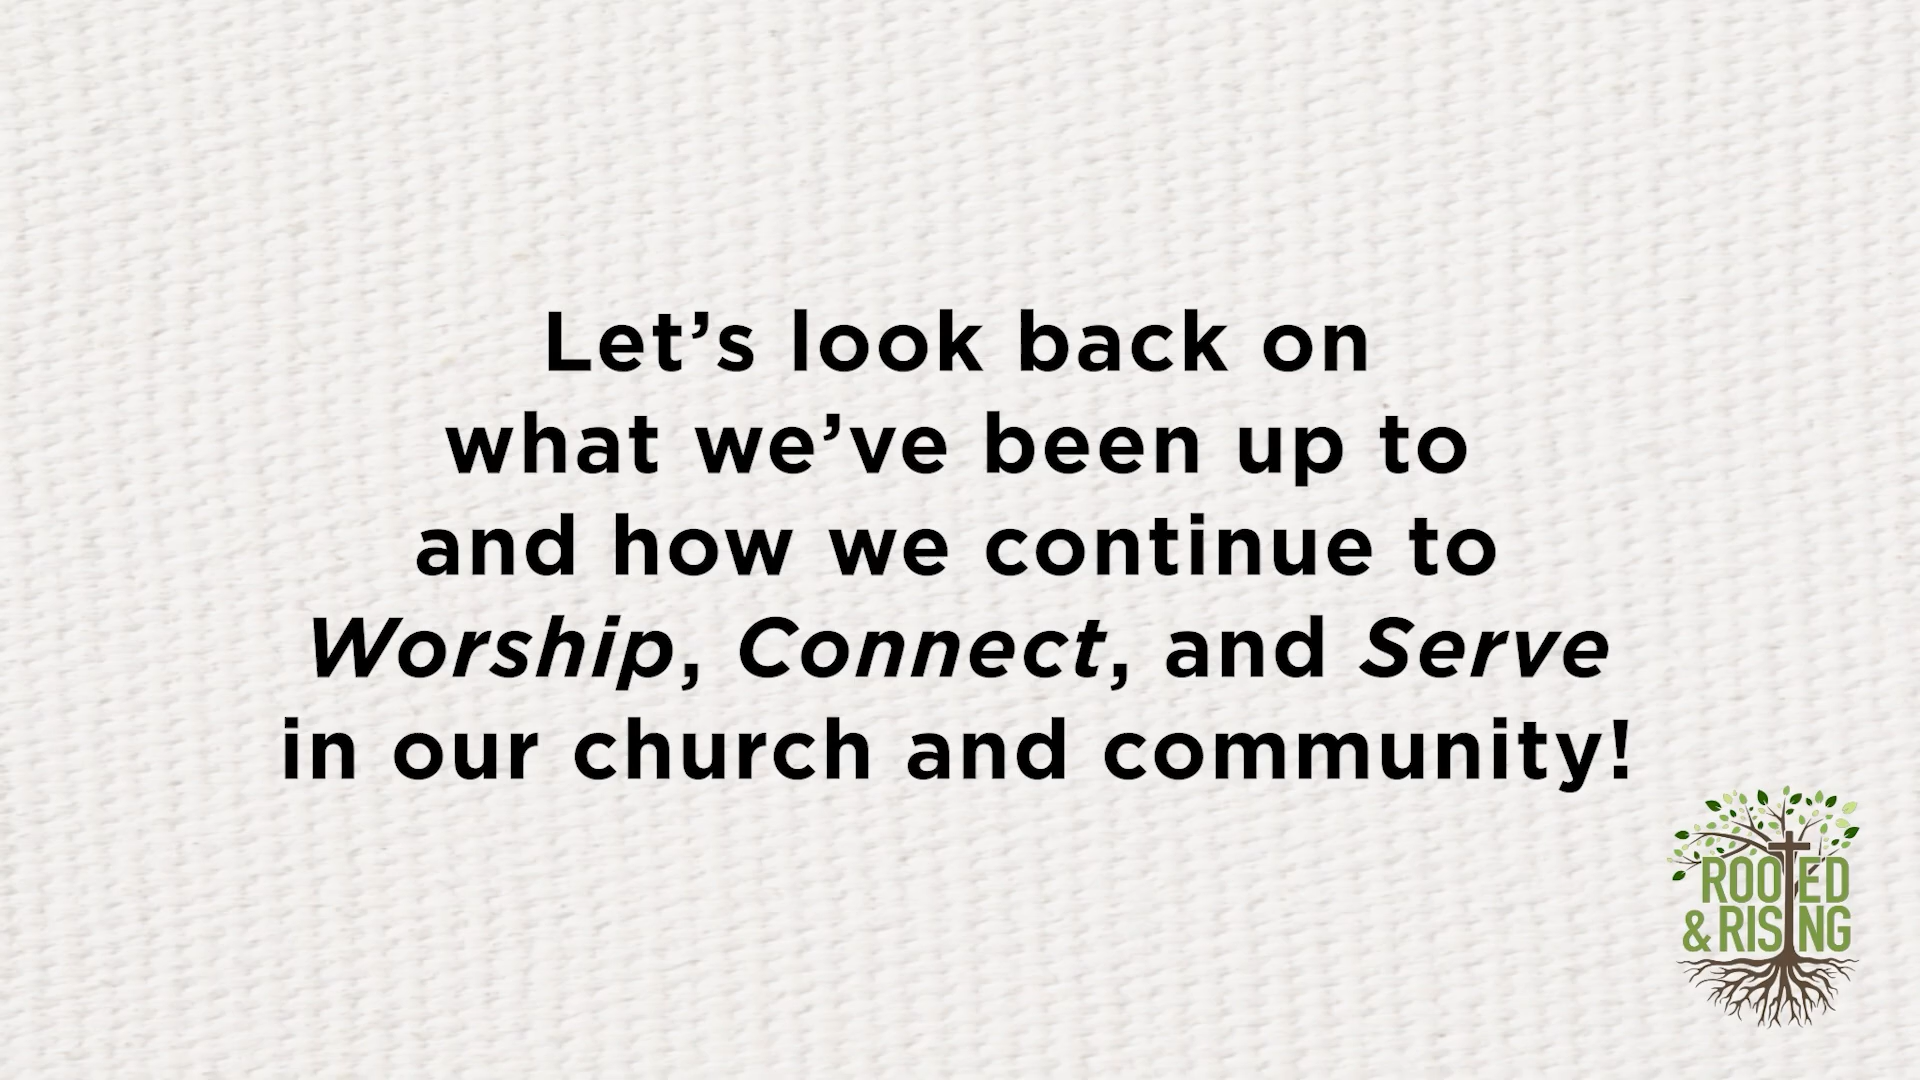 Let’s look back on
what we’ve been up to
and how we continue to
Worship, Connect, and Serve
in our church and community!
ROOTED
& RISING